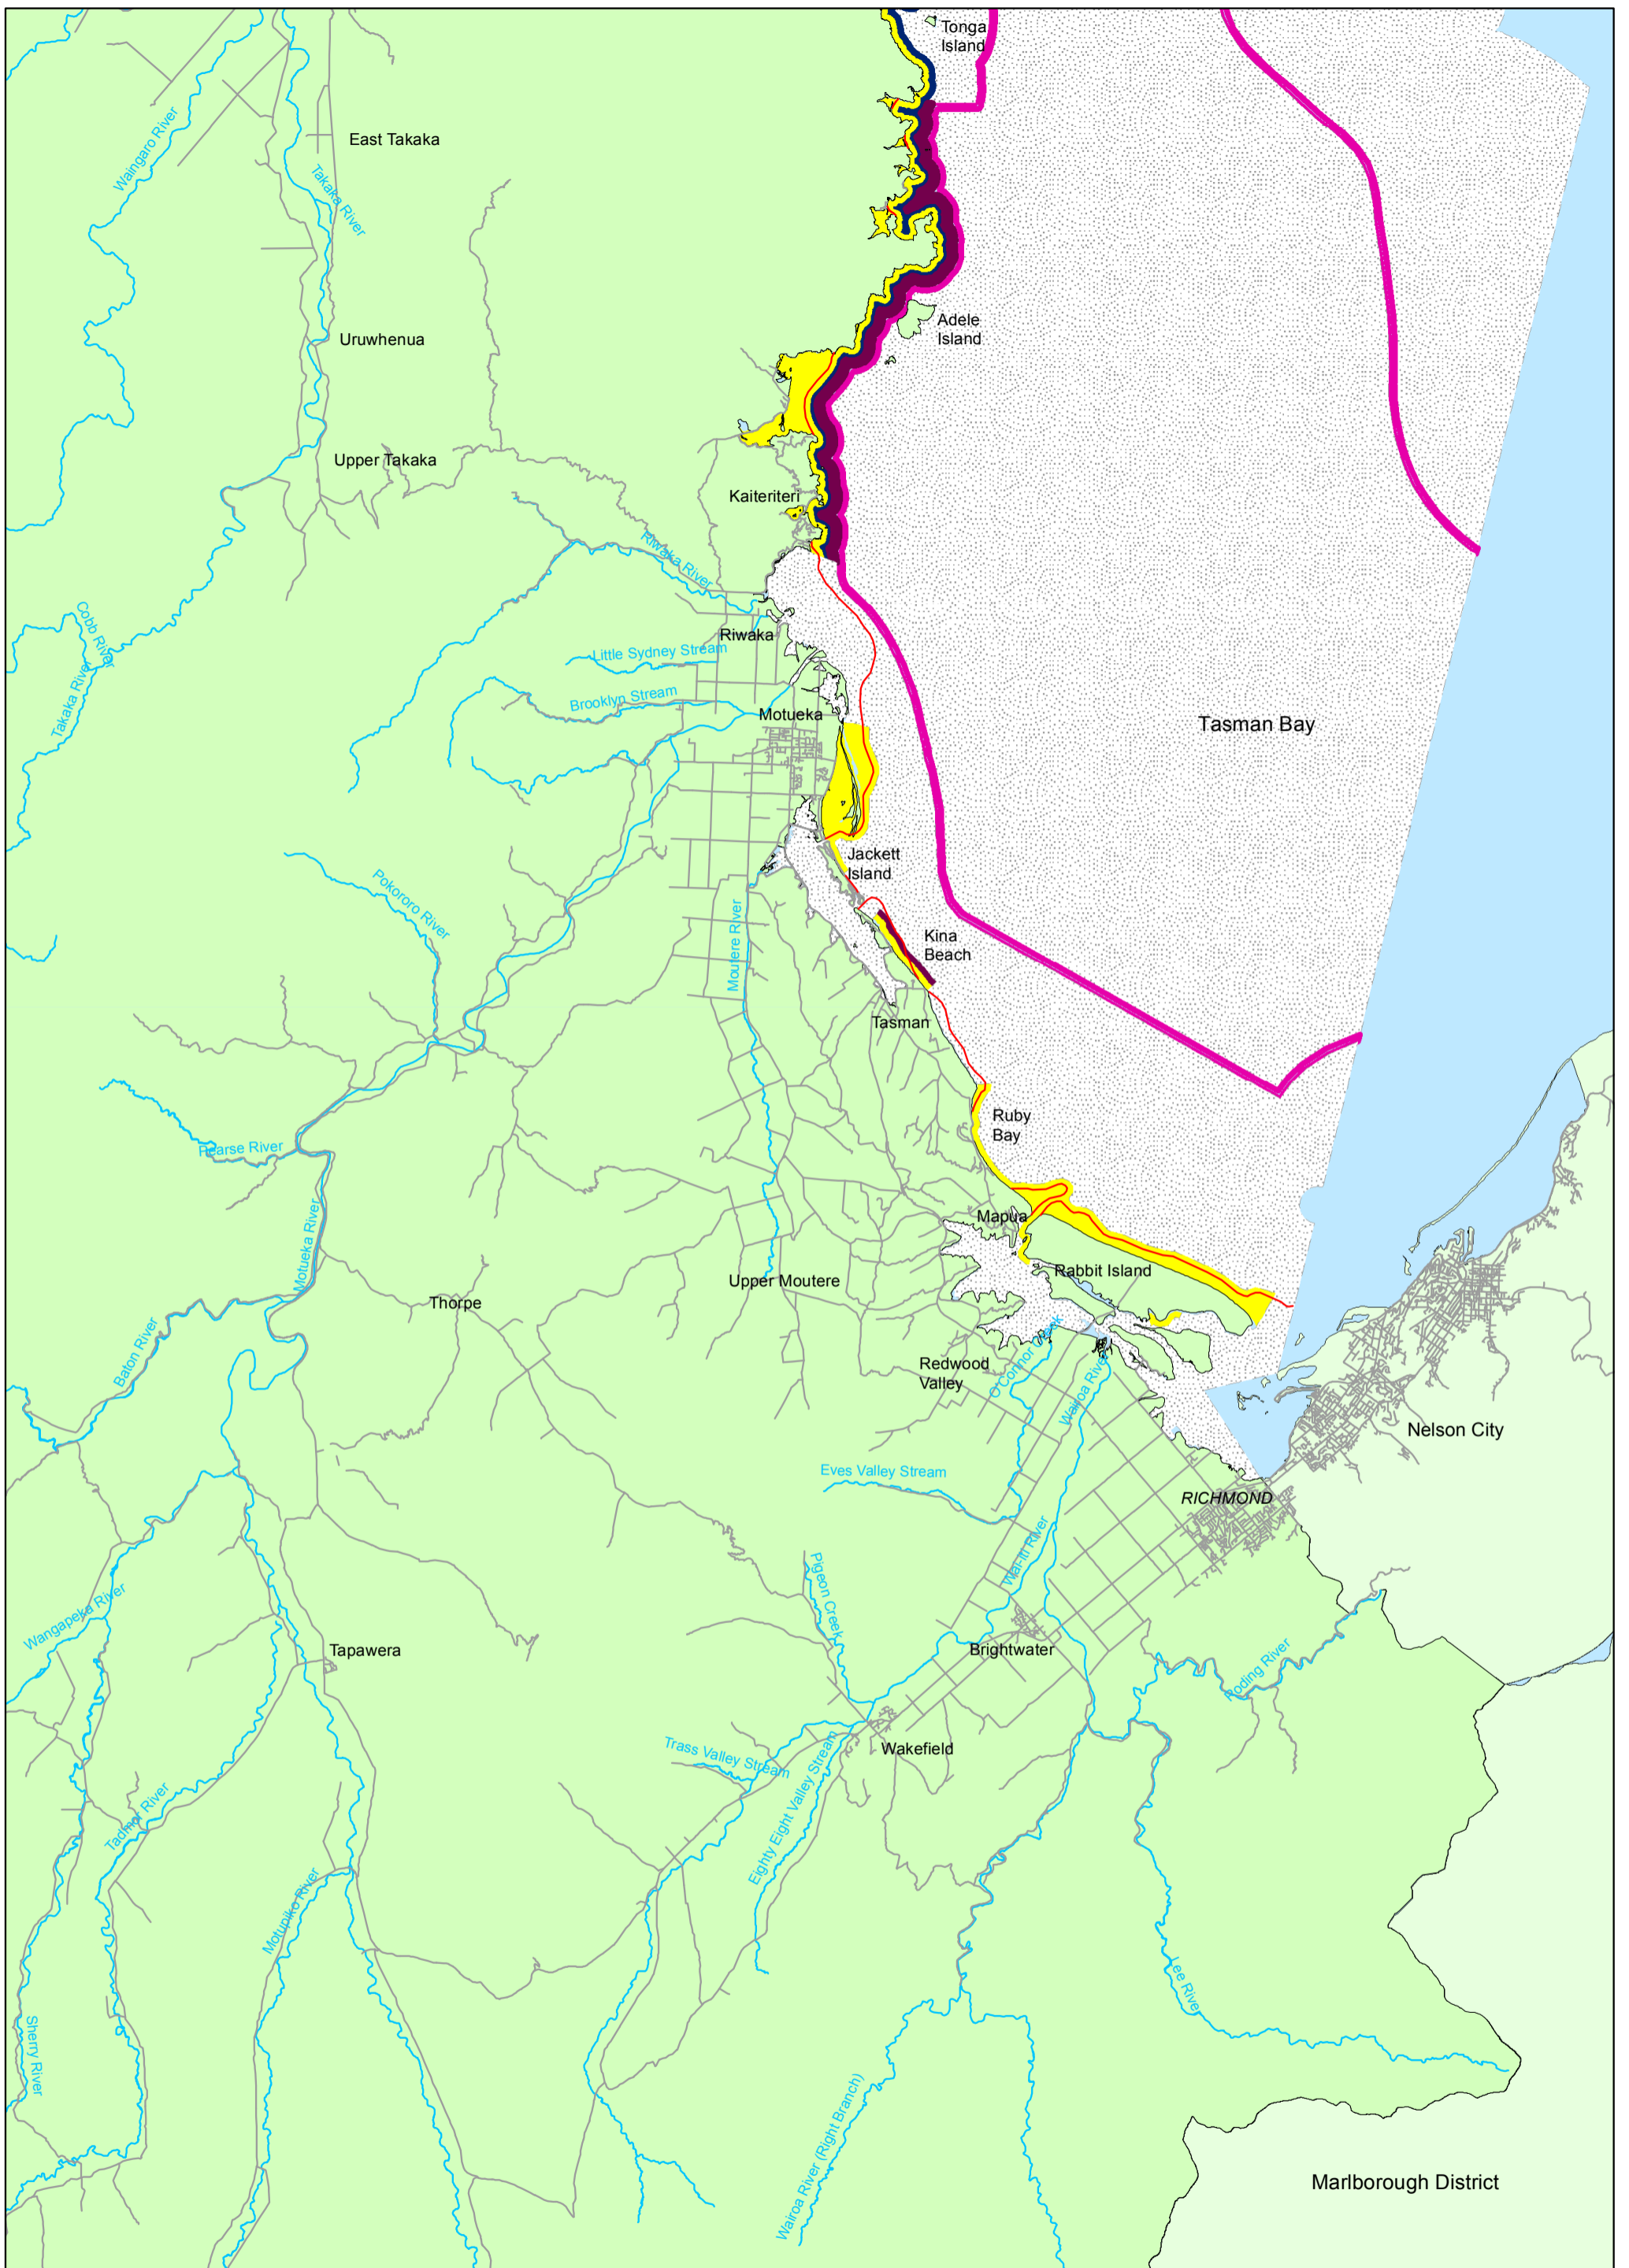 Tonga
Island
East Takaka
Waingaro River
Takaka River
Adele
Island
Uruwhenua
Upper Takaka
Kaiteriteri
Riwaka River
Cobb River
Riwaka
Little Sydney Stream
Takaka River
Brooklyn Stream
Motueka
Tasman Bay
Jackett
Island
Pokororo River
Moutere River
Kina
Beach
Tasman
Ruby
Bay
Pearse River
Motueka River
Mapua
Rabbit Island
Upper Moutere
Thorpe
Baton River
Redwood
Valley
O'Connor Creek
Wairoa River
Nelson City
Eves Valley Stream
RICHMOND
Wai-iti River
Pigeon Creek
Wangapeka River
Tapawera
Brightwater
Roding River
Trass Valley Stream
Wakefield
Eighty Eight Valley Stream
Tadmor River
Motupiko River
Lee River
Sherry River
Wairoa River (Right Branch)
Marlborough District